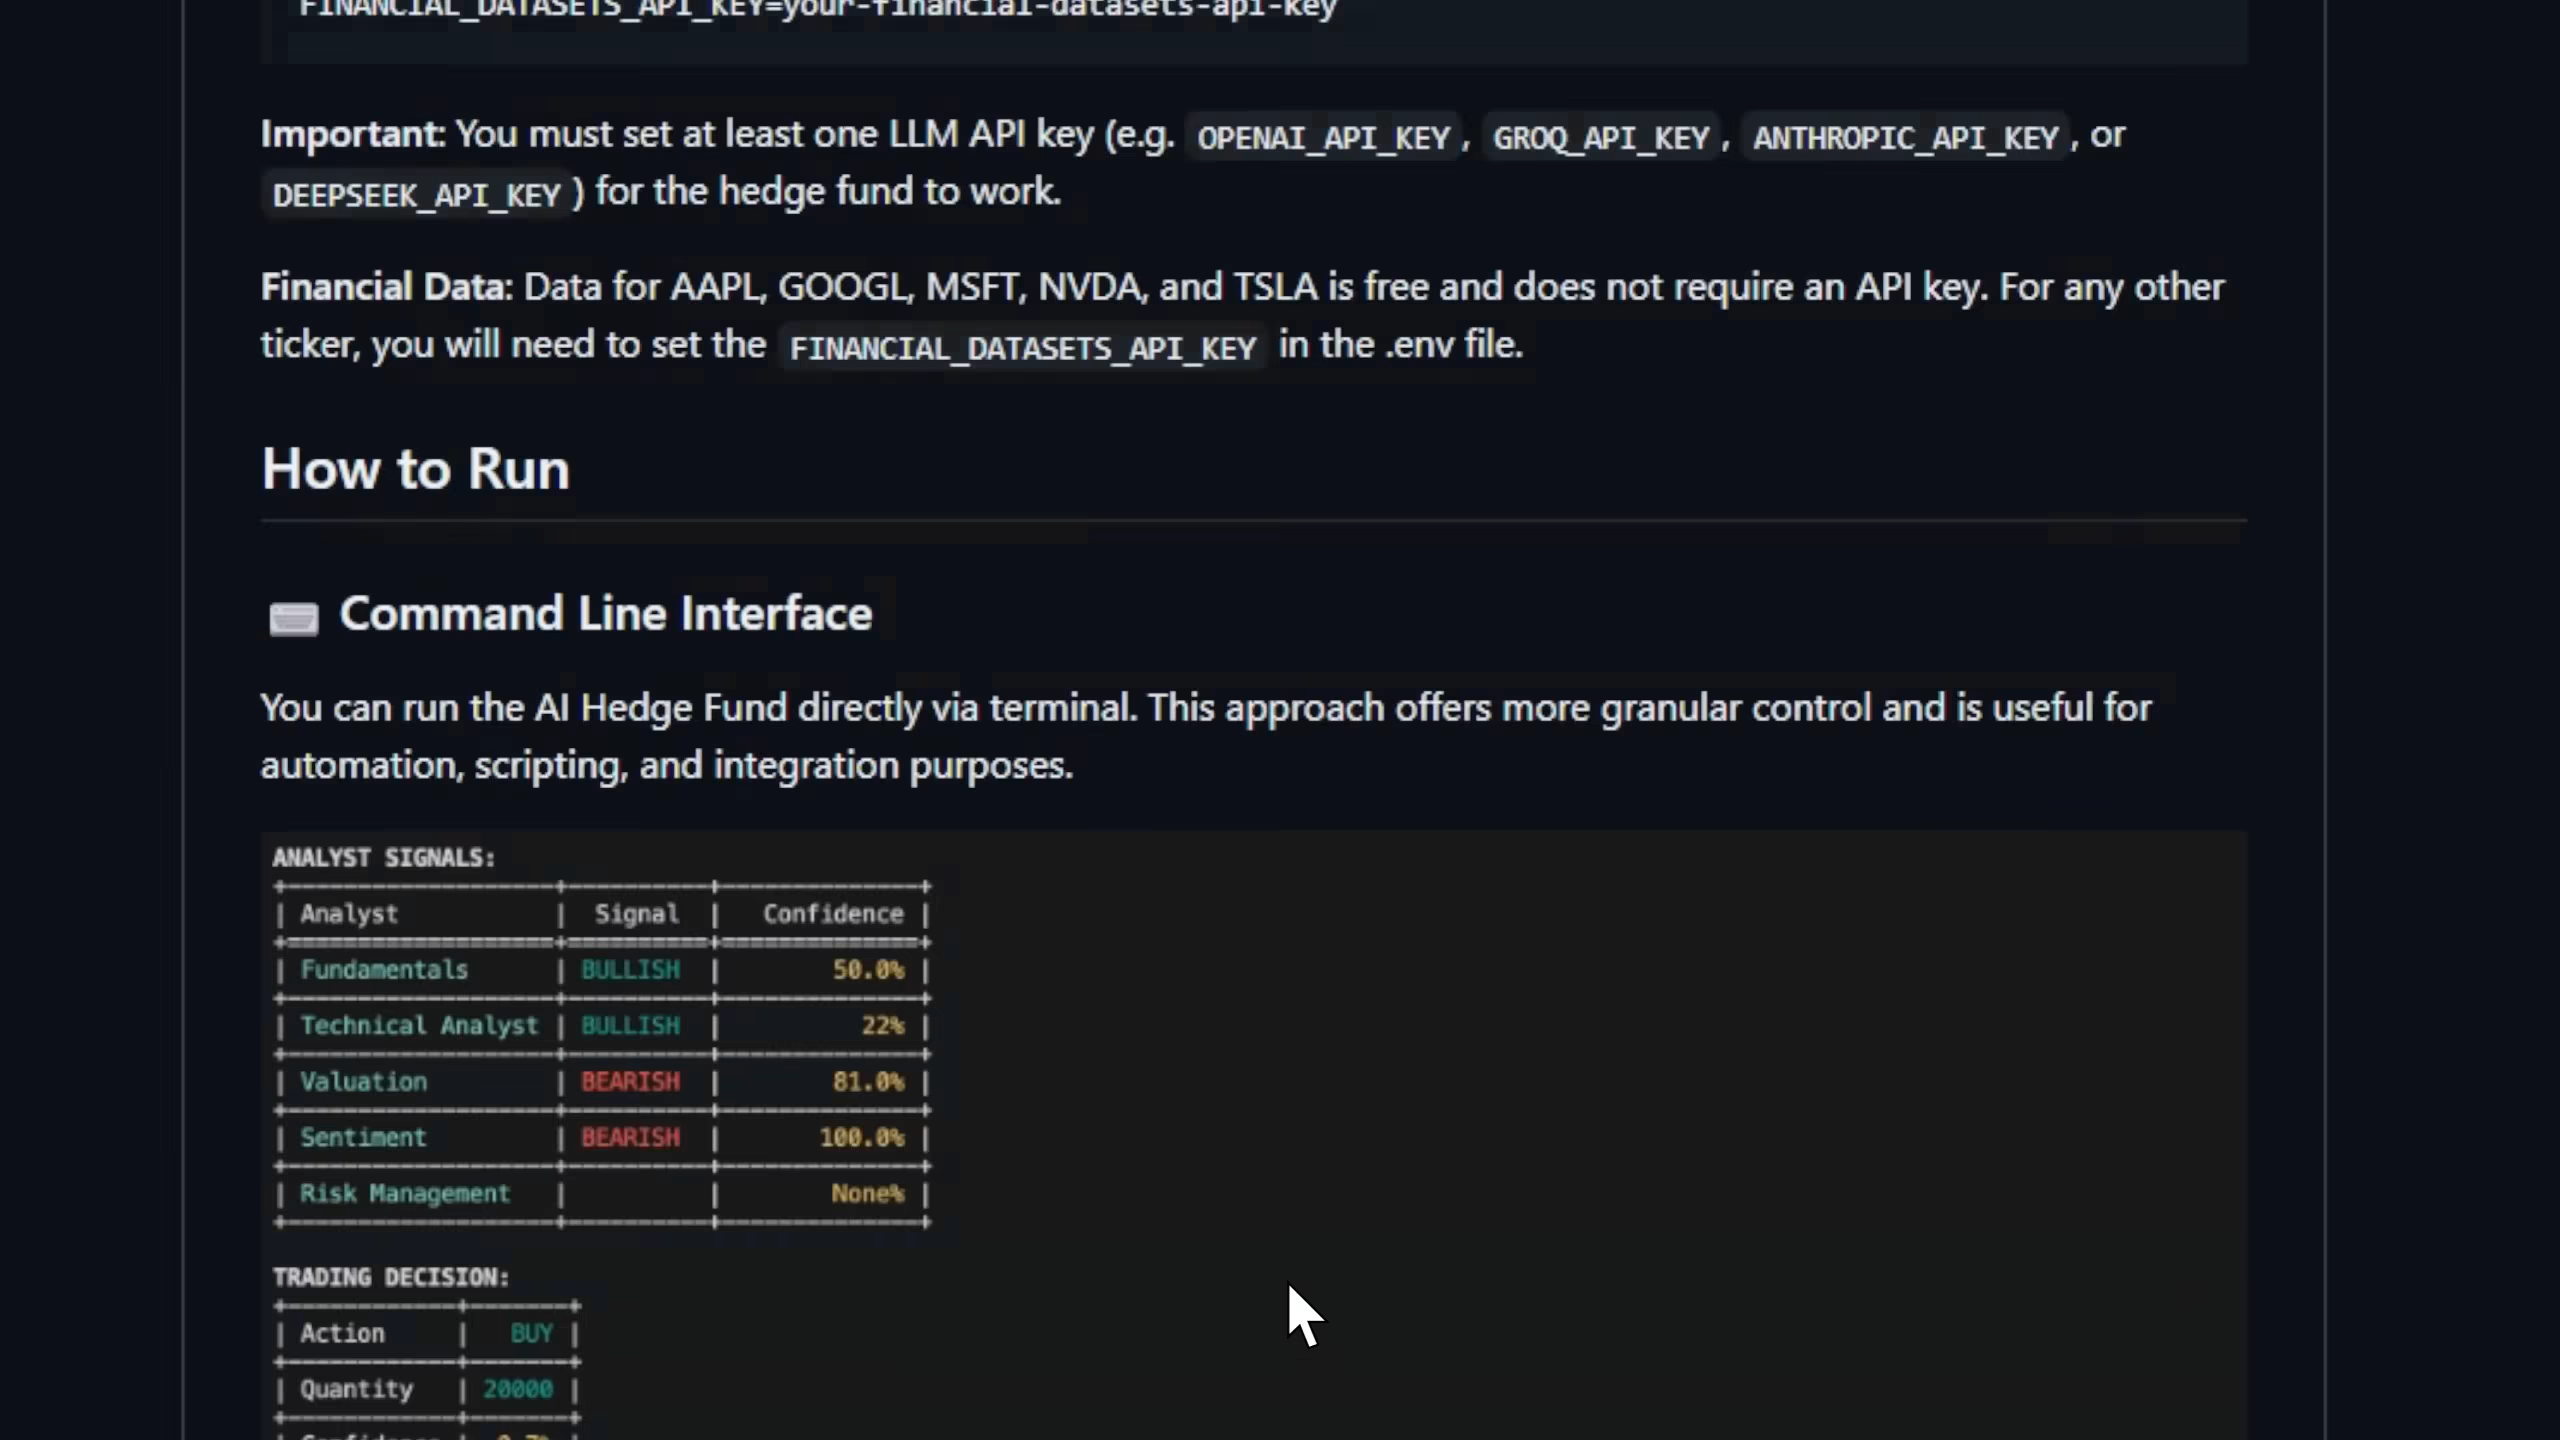 FINANCIAL_DATASETS_API_KEY=your-financial-datasets-api-key
Important: You must set at least one LLM API key (e.g. OPENAI_API_KEY, GROQ_API_KEY, ANTHROPIC_API_KEY, or
DEEPSEEK_API_KEY) for the hedge fund to work.
Financial Data: Data for AAPL, GOOGL, MSFT, NVDA, and TSLA is free and does not require an API key. For any other
ticker, you will need to set the FINANCIAL_DATASETS_API_KEY in the .env file.
How to Run
Command Line Interface
You can run the AI Hedge Fund directly via terminal. This approach offers more granular control and is useful for
automation, scripting, and integration purposes.
ANALYST SIGNALS:
| Analyst | Signal | Confidence |
| Fundamentals | BULLISH | 50.0% |
| Technical Analyst | BULLISH | 22% |
| Valuation | BEARISH | 81.0% |
| Sentiment | BEARISH | 100.0% |
| Risk Management | | None% |
TRADING DECISION:
| Action | BUY |
| Quantity | 20000 |